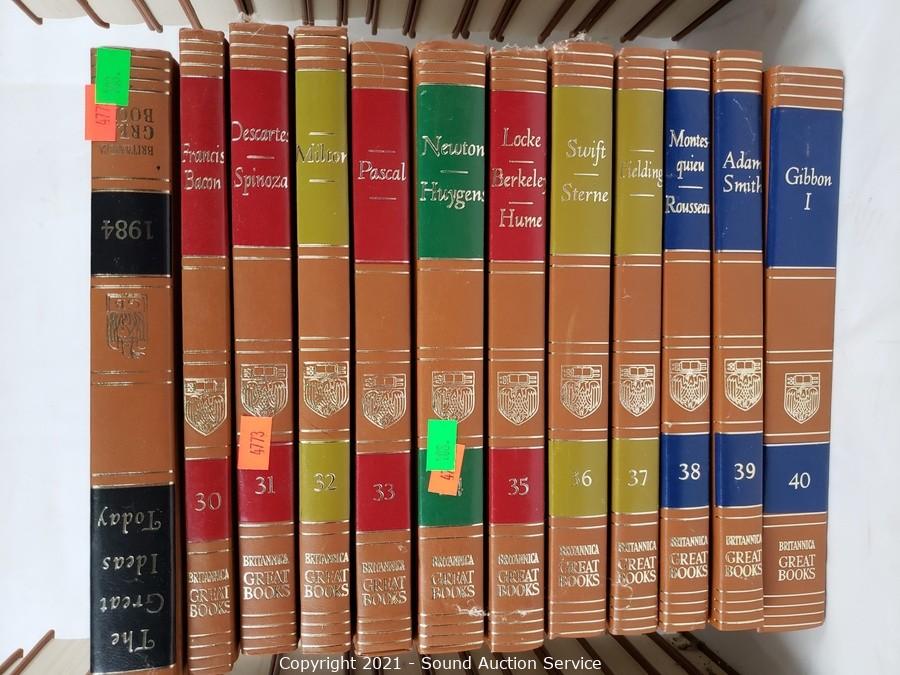 BRITANNICA
1984
The Great Ideas
Today
Francis
Bacon
30
BRITANNICA
GREAT
BOOKS
Descartes
Spinoza
31
4773
BRITANNICA
GREAT
BOOKS
Milton
32
BRITANNICA
GREAT
BOOKS
Pascal
33
BRITANNICA
GREAT
BOOKS
Newton
Huygens
BRITANNICA
GREAT
BOOKS
Locke
Berkeley
Hume
35
BRITANNICA
GREAT
BOOKS
Swift
Sterne
36
BRITANNICA
GREAT
BOOKS
Fielding
37
BRITANNICA
GREAT
BOOKS
Montes-
quieu
Rousseau
38
BRITANNICA
GREAT
BOOKS
Adam
Smith
39
BRITANNICA
GREAT
BOOKS
Gibbon
I
40
BRITANNICA
GREAT
BOOKS
Copyright 2021 - Sound Auction Service